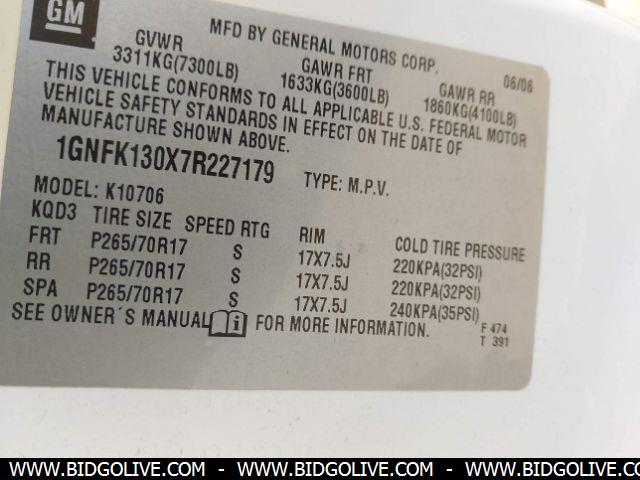 GM
MFD BY GENERAL MOTORS CORP.
06/06
GVWR GAWR FRT GAWR RR
3311KG(7300LB) 1633KG(3600LB) 1860KG(4100LB)
THIS VEHICLE CONFORMS TO ALL APPLICABLE U.S. FEDERAL MOTOR
VEHICLE SAFETY STANDARDS IN EFFECT ON THE DATE OF
MANUFACTURE SHOWN ABOVE.
1GNFK130X7R227179 TYPE: M.P.V.
MODEL: K10706
KQD3 TIRE SIZE SPEED RTG RIM COLD TIRE PRESSURE
FRT P265/70R17 S 17X7.5J 220KPA(32PSI)
RR P265/70R17 S 17X7.5J 220KPA(32PSI)
SPA P265/70R17 S 17X7.5J 240KPA(35PSI)
SEE OWNER´S MANUAL FOR MORE INFORMATION.
F 474
T 391
WWW.BIDGOLIVE.COM - WWW.BIDGOLIVE.COM - WWW.BIDGOLIVE.COM